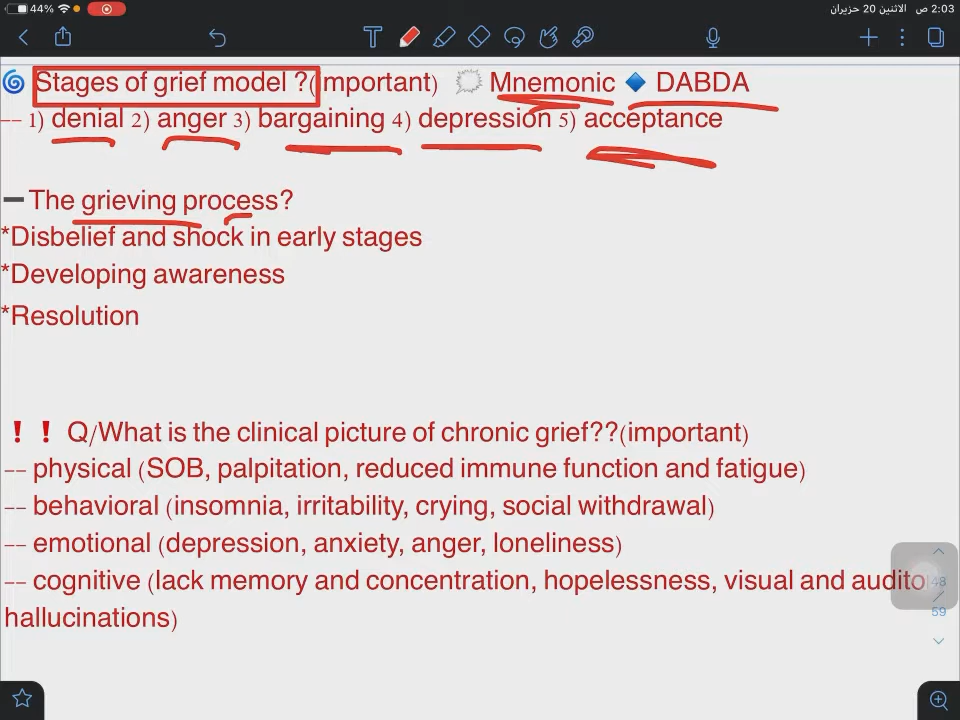 44% الاثنين 20 حزيران 2:03 ص
Stages of grief model ?(important) Mnemonic DABDA
-- 1) denial 2) anger 3) bargaining 4) depression 5) acceptance
The grieving process?
*Disbelief and shock in early stages
*Developing awareness
*Resolution
❗❗ Q/What is the clinical picture of chronic grief??(important)
-- physical (SOB, palpitation, reduced immune function and fatigue)
-- behavioral (insomnia, irritability, crying, social withdrawal)
-- emotional (depression, anxiety, anger, loneliness)
-- cognitive (lack memory and concentration, hopelessness, visual and audito
hallucinations)
48
/
59